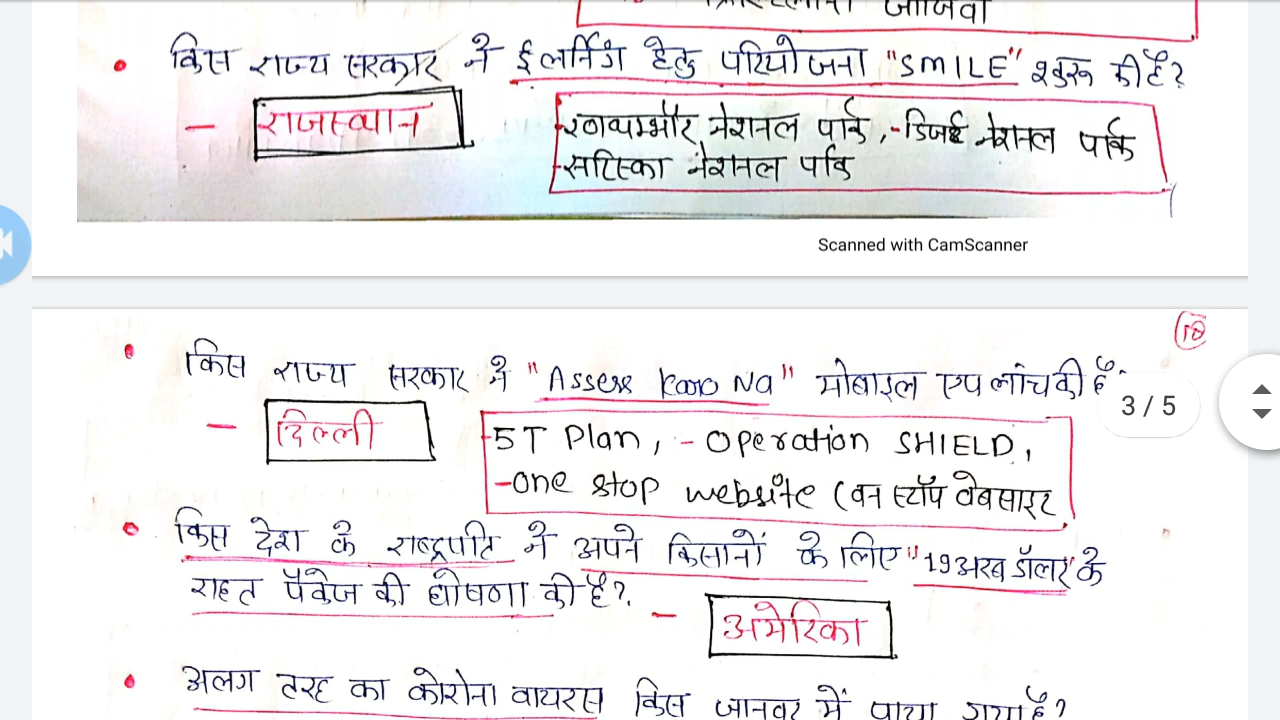 किस राज्य सरकार ने ई लर्निंग हेतु परियोजना "SMILE" शुरू की है?
- राजस्थान
- रणथम्भौर नेशनल पार्क, - डिजर्ट नेशनल पार्क
- सरिस्का नेशनल पार्क
Scanned with CamScanner
18
किस राज्य सरकार ने "Assess Karo Na" मोबाइल एप लांच की है
3 / 5
- दिल्ली
- 5T Plan, - Operation SHIELD,
- one stop website (वन स्टॉप वेबसाइट
किस देश के राष्ट्रपति ने अपने किसानों के लिए "19 अरब डॉलर" के
राहत पैकेज की घोषणा की है?
- अमेरिका
अलग तरह का कोरोना वायरस किस जानवर में पाया गया है?